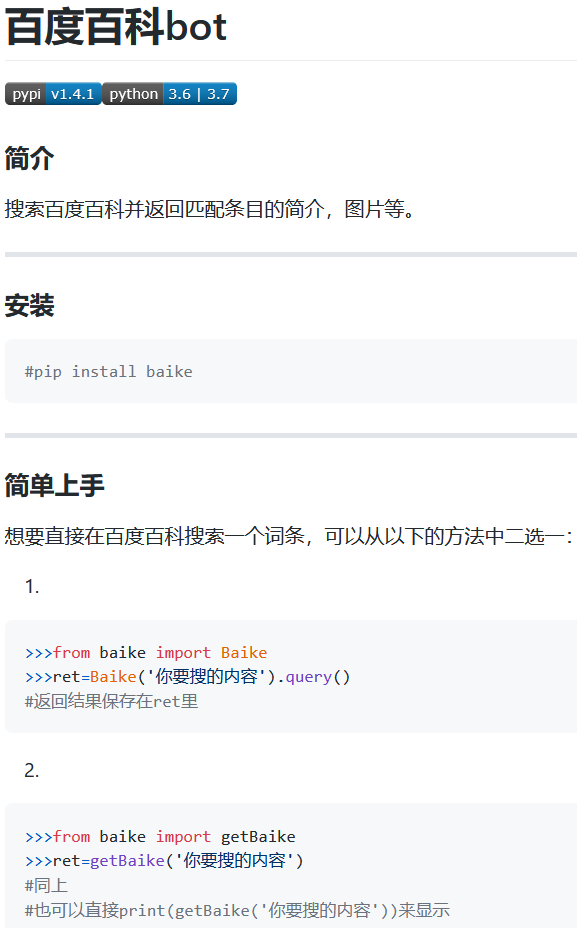 百度百科bot
pypi v1.4.1 python 3.6 | 3.7
简介
搜索百度百科并返回匹配条目的简介，图片等。
安装
#pip install baike
简单上手
想要直接在百度百科搜索一个词条，可以从以下的方法中二选一：
1.
>>>from baike import Baike
>>>ret=Baike('你要搜的内容').query()
#返回结果保存在ret里
2.
>>>from baike import getBaike
>>>ret=getBaike('你要搜的内容')
#同上
#也可以直接print(getBaike('你要搜的内容'))来显示